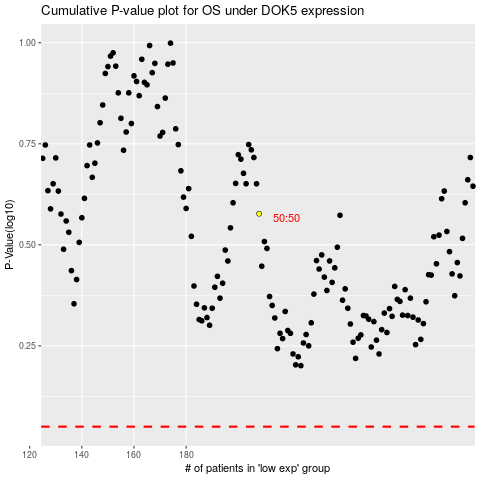 Cumulative P-value plot for OS under DOK5 expression
P-Value(log10)
1.00
0.75
0.50
0.25
50:50
120 140 160 180
# of patients in 'low exp' group